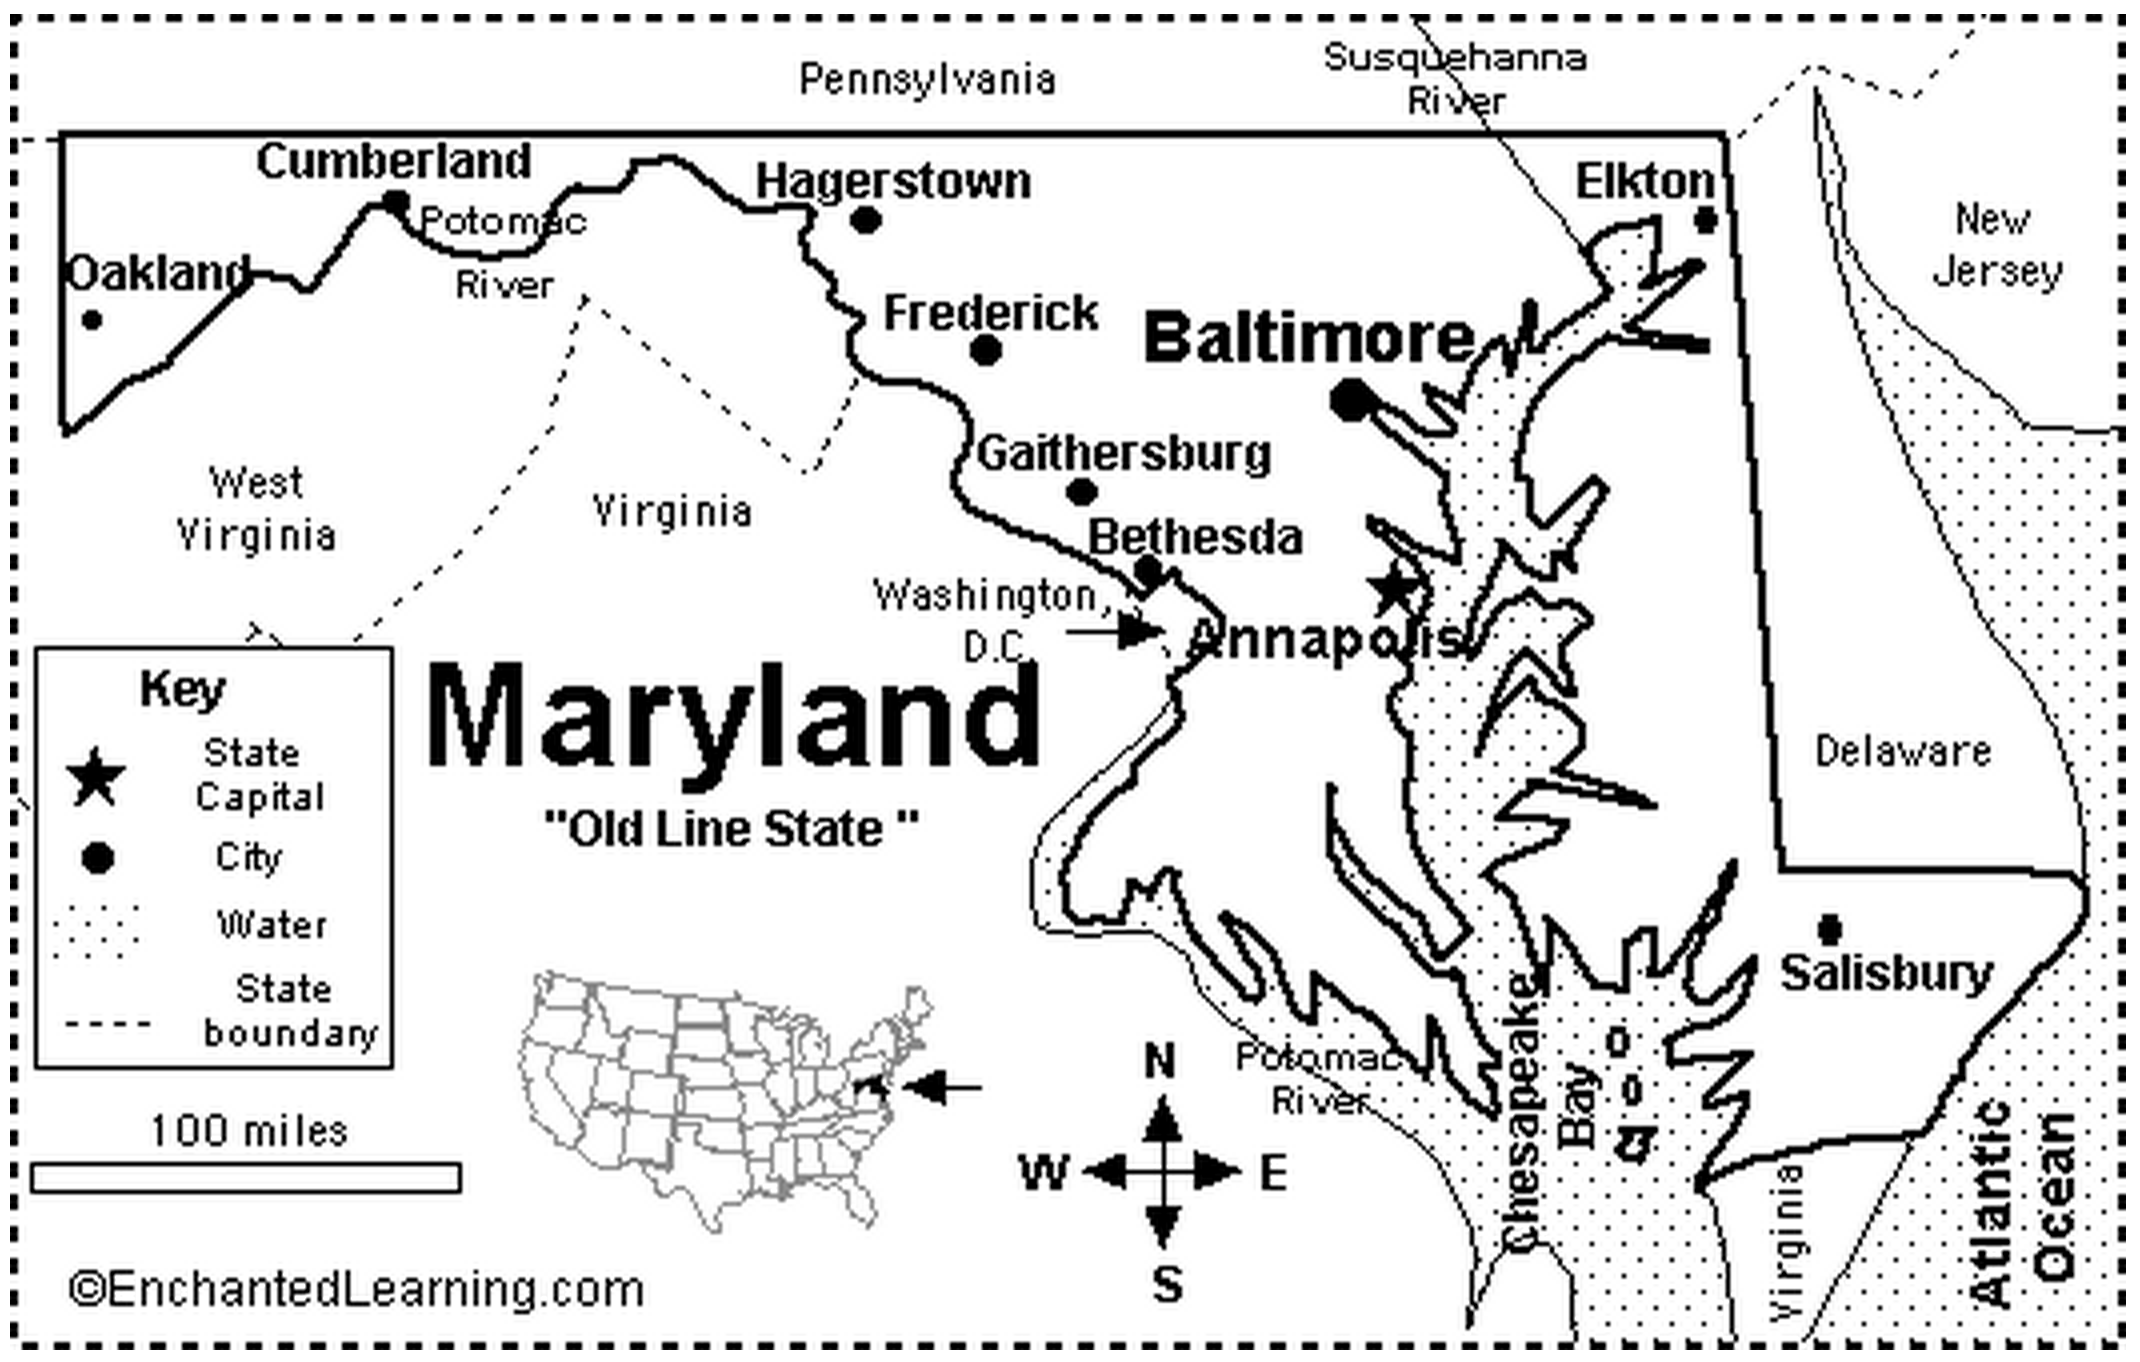 Pennsylvania
Susquehanna
River
Cumberland
Hagerstown
Elkton
Potomac
River
New
Jersey
Oakland
Frederick
Baltimore
Gaithersburg
West
Virginia
Virginia
Bethesda
Washington
D.C.
Annapolis
Maryland
"Old Line State "
Delaware
Key
State
Capital
City
Water
State
boundary
Salisbury
Potomac
River
Chesapeake
Bay
N
W
E
S
Virginia
Atlantic
Ocean
100 miles
©EnchantedLearning.com